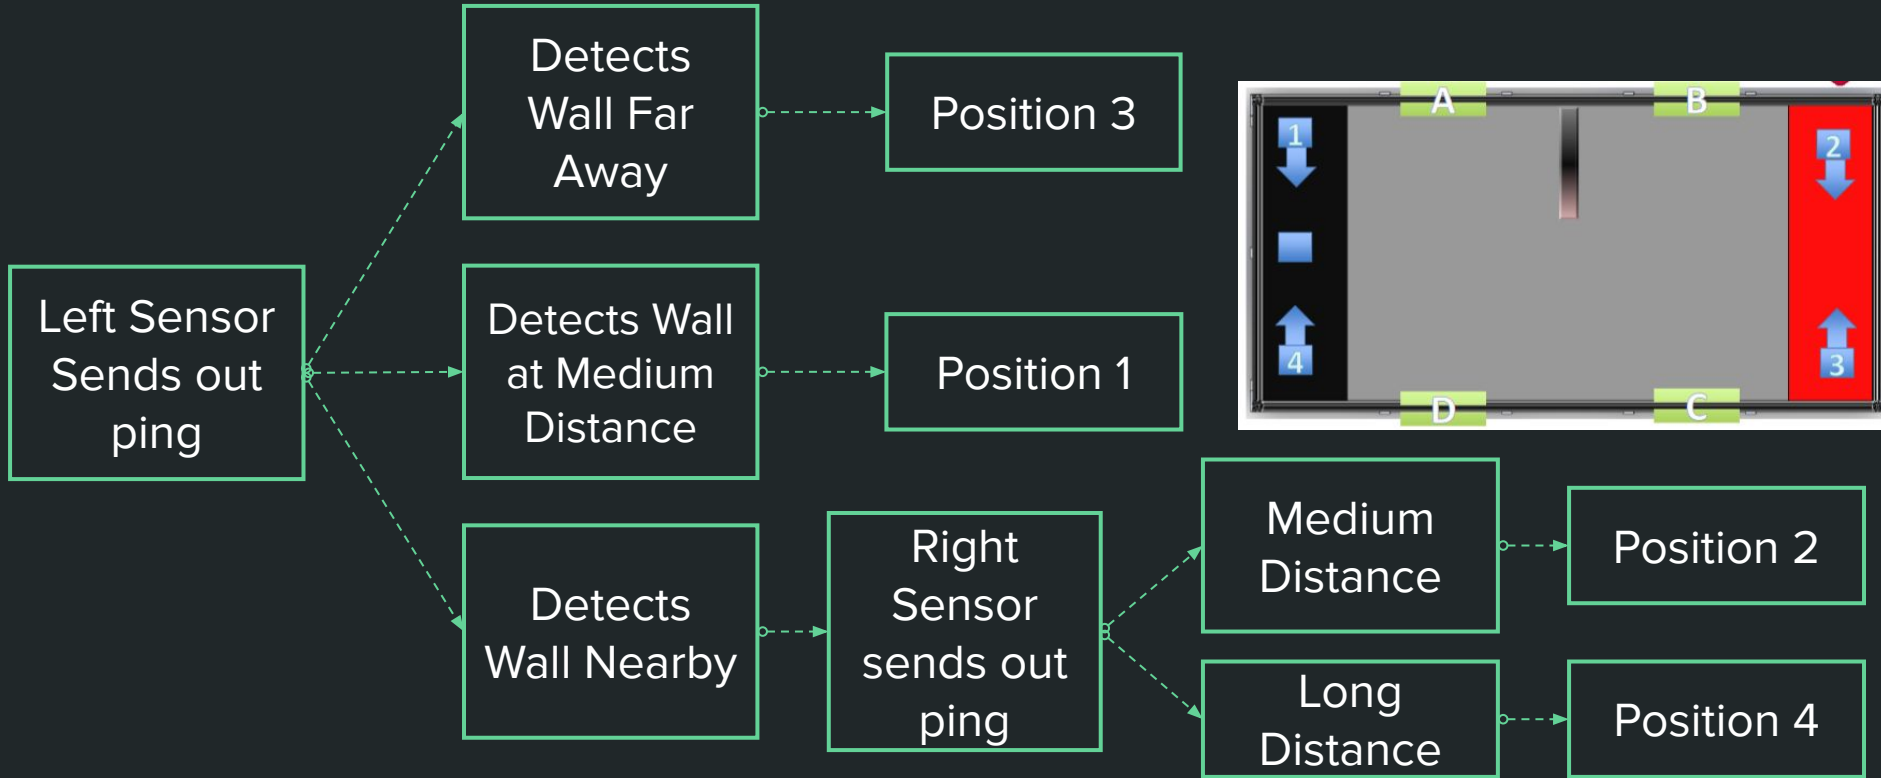 Detects
Wall Far
Away
Position 3
Left Sensor
Sends out
ping
Detects Wall
at Medium
Distance
Position 1
Detects
Wall Nearby
Right
Sensor
sends out
ping
Medium
Distance
Position 2
Long
Distance
Position 4
A
B
1
2
4
3
D
C